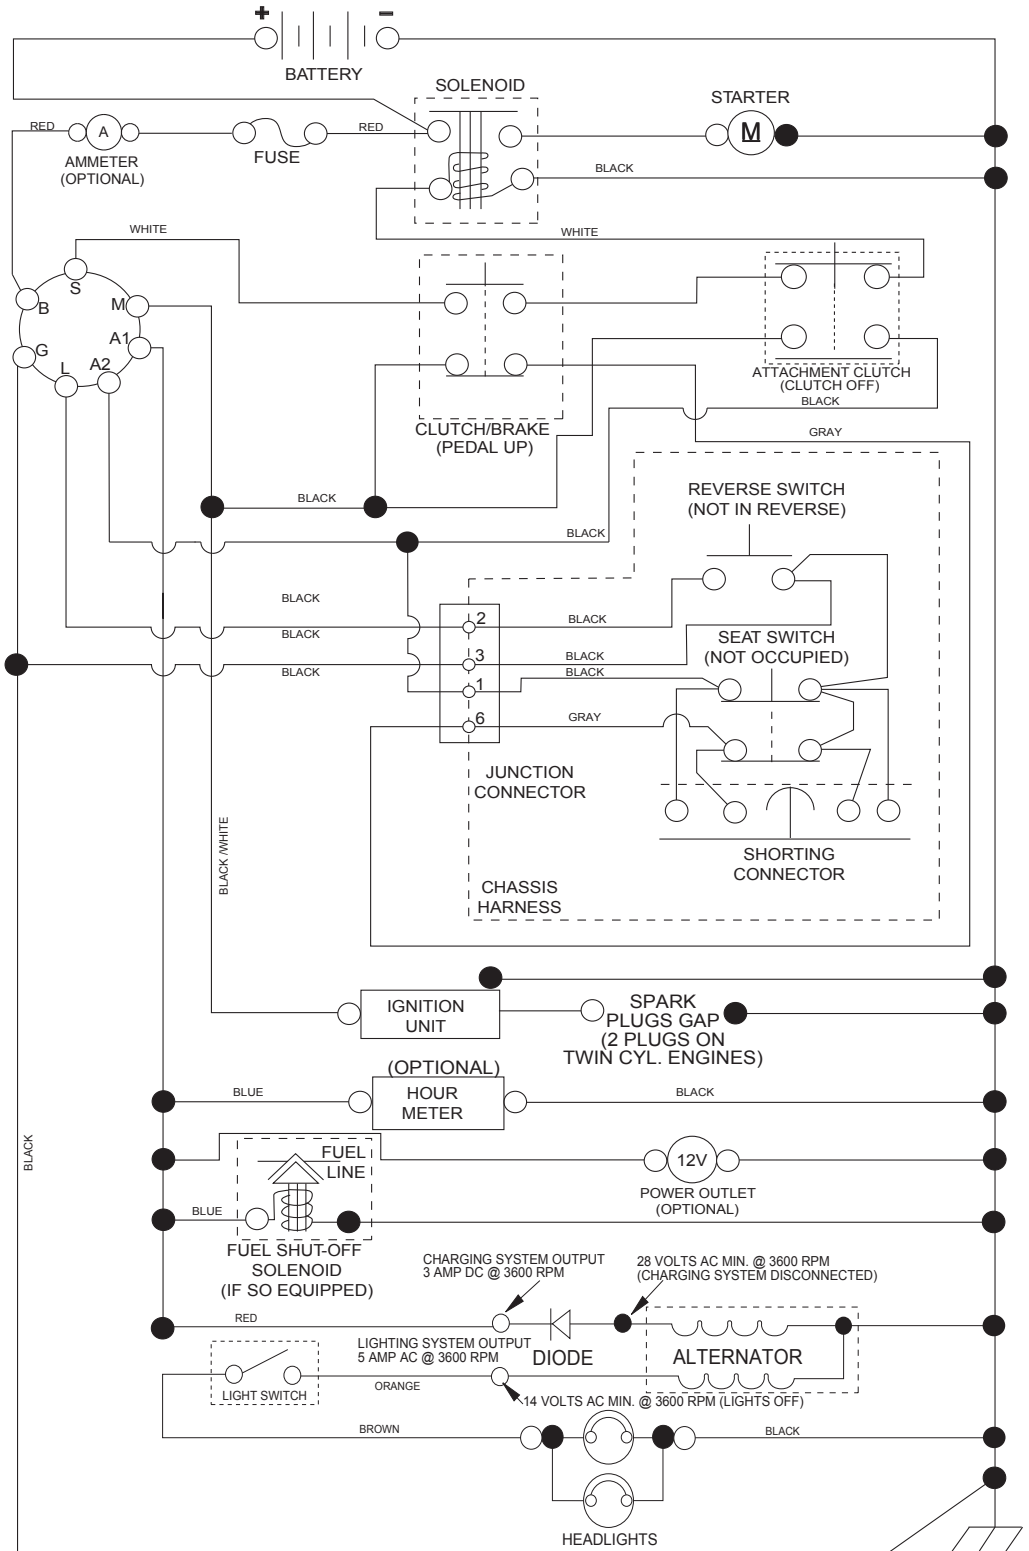 + -
BATTERY
SOLENOID
STARTER
RED
A
RED
M
AMMETER
(OPTIONAL)
FUSE
BLACK
WHITE
WHITE
S
B
M
G
A1
L
A2
ATTACHMENT CLUTCH
(CLUTCH OFF)
BLACK
CLUTCH/BRAKE
(PEDAL UP)
GRAY
BLACK
REVERSE SWITCH
(NOT IN REVERSE)
BLACK
BLACK
2
BLACK
BLACK
SEAT SWITCH
(NOT OCCUPIED)
3
BLACK
BLACK
BLACK
1
6
GRAY
JUNCTION
CONNECTOR
BLACK /WHITE
SHORTING
CONNECTOR
CHASSIS
HARNESS
IGNITION
UNIT
SPARK
PLUGS GAP
(2 PLUGS ON
TWIN CYL. ENGINES)
(OPTIONAL)
HOUR
METER
BLUE
BLACK
BLACK
FUEL
LINE
12V
POWER OUTLET
(OPTIONAL)
BLUE
FUEL SHUT-OFF
SOLENOID
(IF SO EQUIPPED)
CHARGING SYSTEM OUTPUT
3 AMP DC @ 3600 RPM
28 VOLTS AC MIN. @ 3600 RPM
(CHARGING SYSTEM DISCONNECTED)
RED
LIGHTING SYSTEM OUTPUT
5 AMP AC @ 3600 RPM
DIODE
ALTERNATOR
LIGHT SWITCH
ORANGE
14 VOLTS AC MIN. @ 3600 RPM (LIGHTS OFF)
BROWN
BLACK
HEADLIGHTS